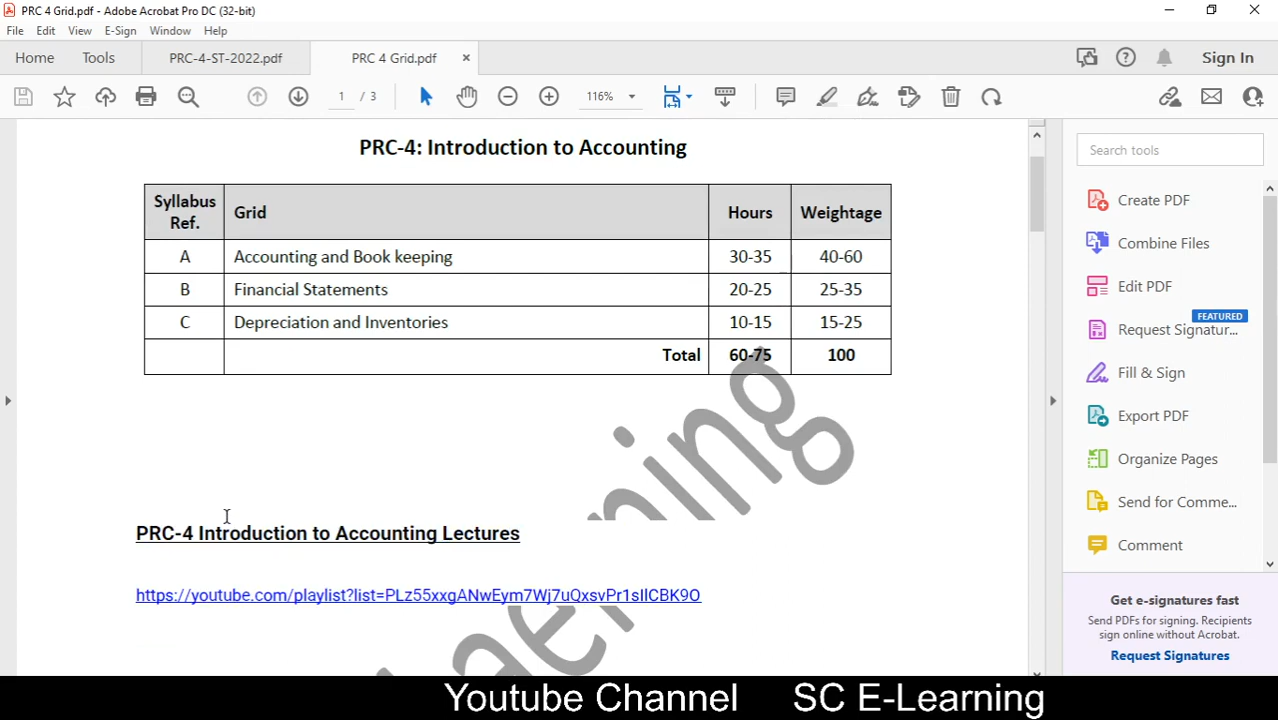 PRC 4 Grid.pdf - Adobe Acrobat Pro DC (32-bit)
File Edit View E-Sign Window Help
Home Tools PRC-4-ST-2022.pdf PRC 4 Grid.pdf ×
1 / 3 116%
PRC-4: Introduction to Accounting
Syllabus Ref. Grid Hours Weightage
A Accounting and Book keeping 30-35 40-60
B Financial Statements 20-25 25-35
C Depreciation and Inventories 10-15 15-25
Total 60-75 100
PRC-4 Introduction to Accounting Lectures
https://youtube.com/playlist?list=PLz55xxgANwEym7Wj7uQxsvPr1sIlCBK9O
aerning
Sign In
Search tools
Create PDF
Combine Files
Edit PDF
FEATURED
Request Signatur...
Fill & Sign
Export PDF
Organize Pages
Send for Comme...
Comment
Get e-signatures fast
Send PDFs for signing. Recipients
sign online without Acrobat.
Request Signatures
Youtube Channel SC E-Learning